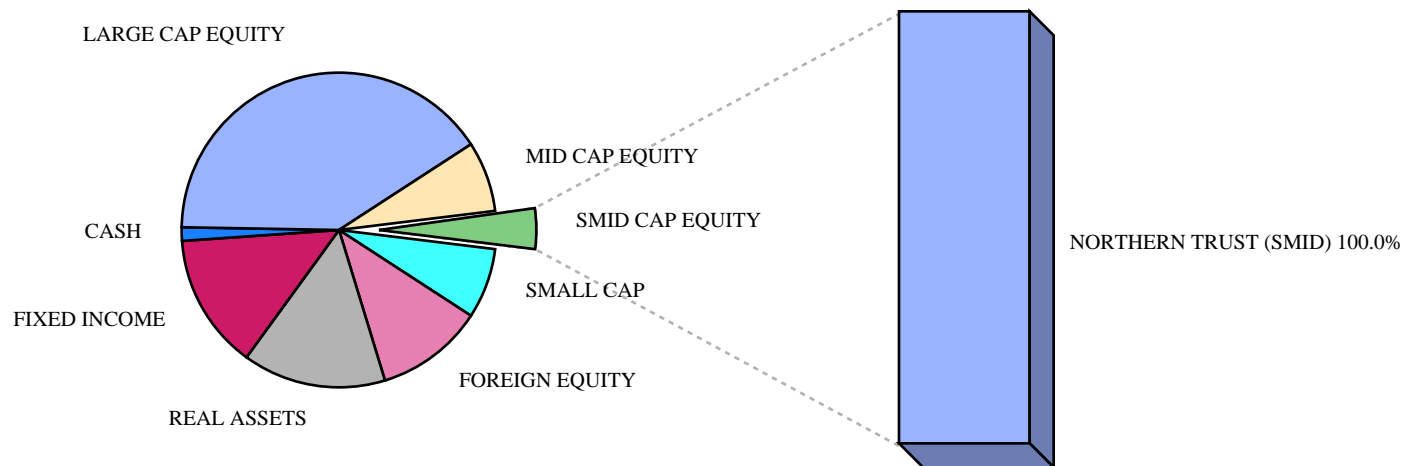 LARGE CAP EQUITY
MID CAP EQUITY
SMID CAP EQUITY
CASH
NORTHERN TRUST (SMID) 100.0%
SMALL CAP
FIXED INCOME
FOREIGN EQUITY
REAL ASSETS